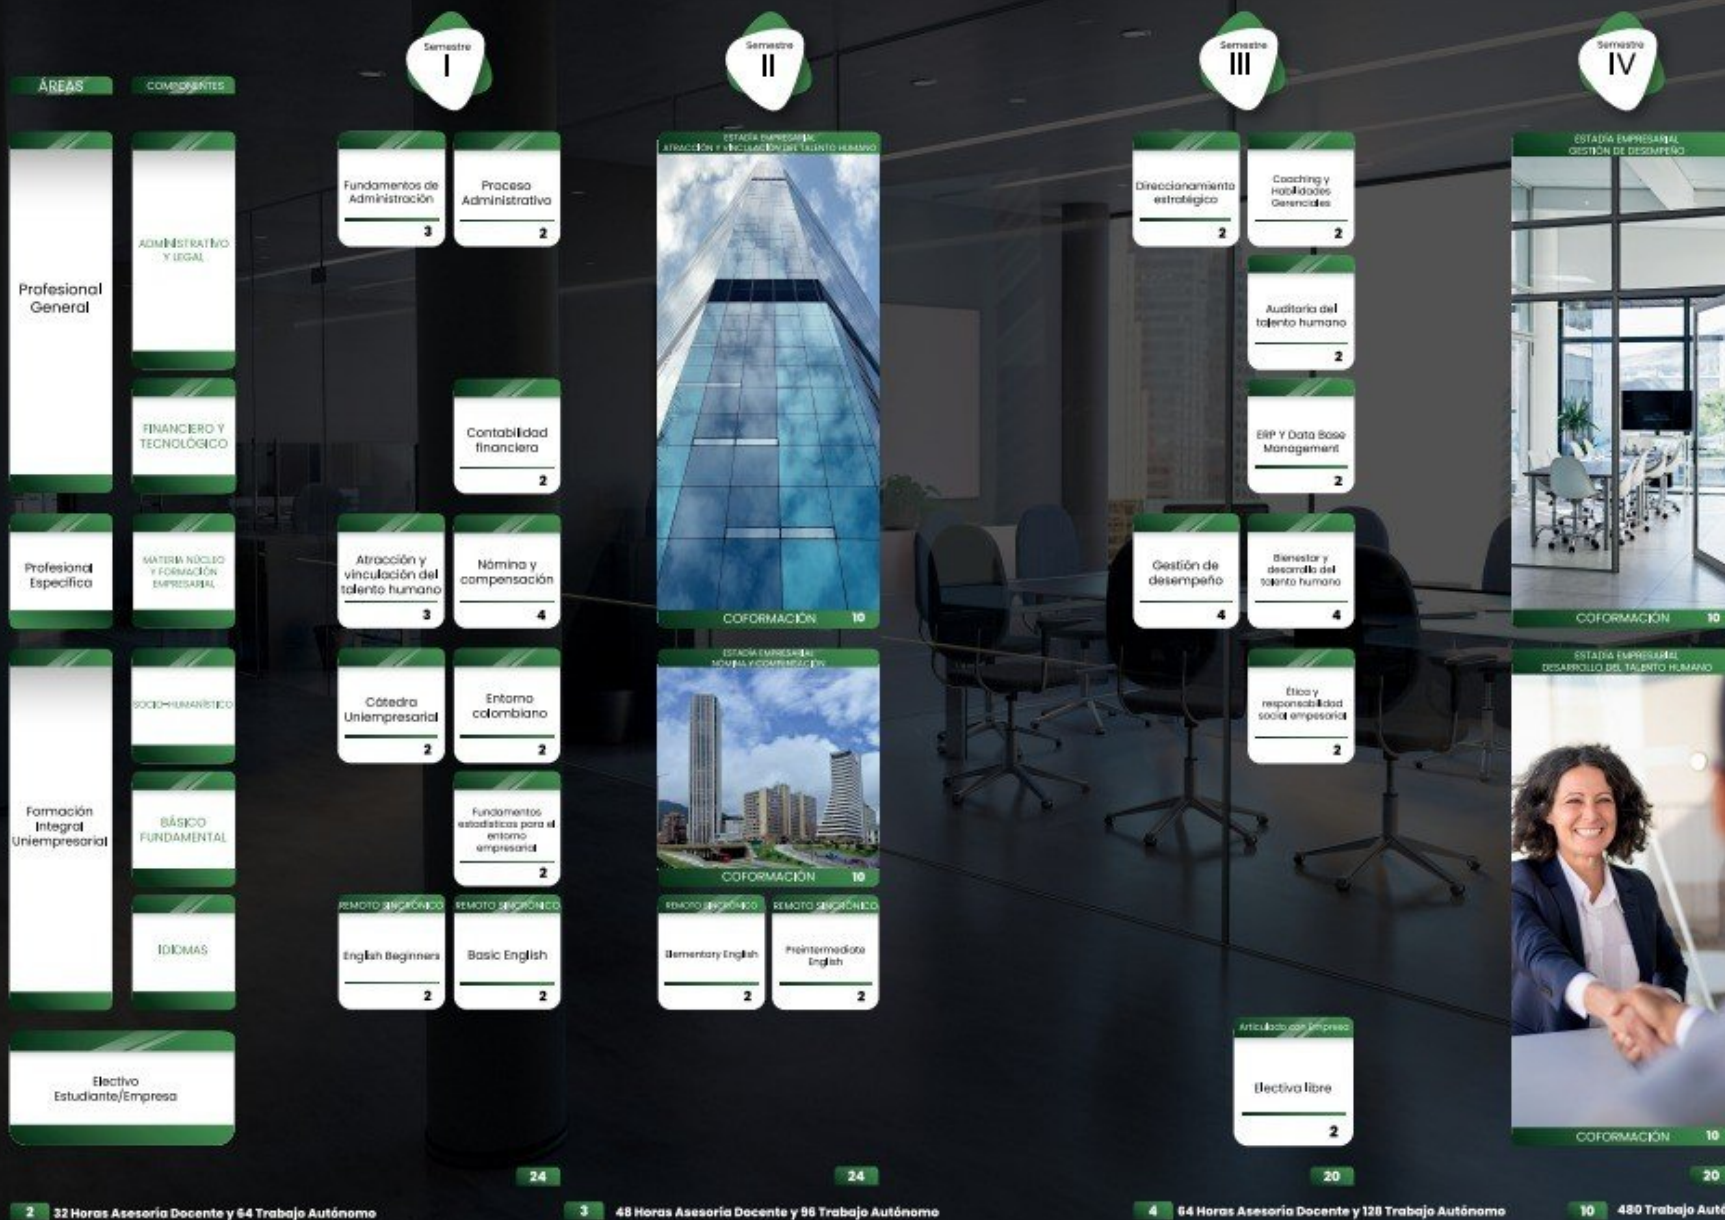 Semestre
I
Semestre
II
Semestre
III
Semestre
IV
ÁREAS
COMPONENTES
Profesional
General
ADMINISTRATIVO
Y LEGAL
FINANCIERO Y
TECNOLÓGICO
Profesional
Específica
MATERIA NÚCLEO
Y FORMACIÓN
EMPRESARIAL
Formación
Integral
Uniempresarial
SOCIO-HUMANÍSTICO
BÁSICO
FUNDAMENTAL
IDIOMAS
Electivo
Estudiante/Empresa
Fundamentos de
Administración
3
Proceso
Administrativo
2
Contabilidad
financiera
2
Atracción y
vinculación del
talento humano
3
Nómina y
compensación
4
Cátedra
Uniempresarial
2
Entorno
colombiano
2
Fundamentos
estadísticos para el
entorno
empresarial
2
REMOTO SINCRÓNICO
English Beginners
2
REMOTO SINCRÓNICO
Basic English
2
24
ESTADÍA EMPRESARIAL
ATRACCIÓN Y VINCULACIÓN DEL TALENTO HUMANO
COFORMACIÓN 10
ESTADÍA EMPRESARIAL
NÓMINA Y COMPENSACIÓN
COFORMACIÓN 10
REMOTO SINCRÓNICO
Elementary English
2
REMOTO SINCRÓNICO
Preintermediate
English
2
24
Direccionamiento
estratégico
2
Coaching y
Habilidades
Gerenciales
2
Auditoria del
talento humano
2
ERP Y Data Base
Management
2
Gestión de
desempeño
4
Bienestar y
desarrollo del
talento humano
4
Ética y
responsabilidad
social empesarial
2
Articulado con Empresa
Electiva libre
2
20
ESTADÍA EMPRESARIAL
GESTIÓN DE DESEMPEÑO
COFORMACIÓN 10
ESTADÍA EMPRESARIAL
DESARROLLO DEL TALENTO HUMANO
COFORMACIÓN 10
20
2 32 Horas Asesoría Docente y 64 Trabajo Autónomo
3 48 Horas Asesoría Docente y 96 Trabajo Autónomo
4 64 Horas Asesoría Docente y 128 Trabajo Autónomo
10 480 Trabajo Autó